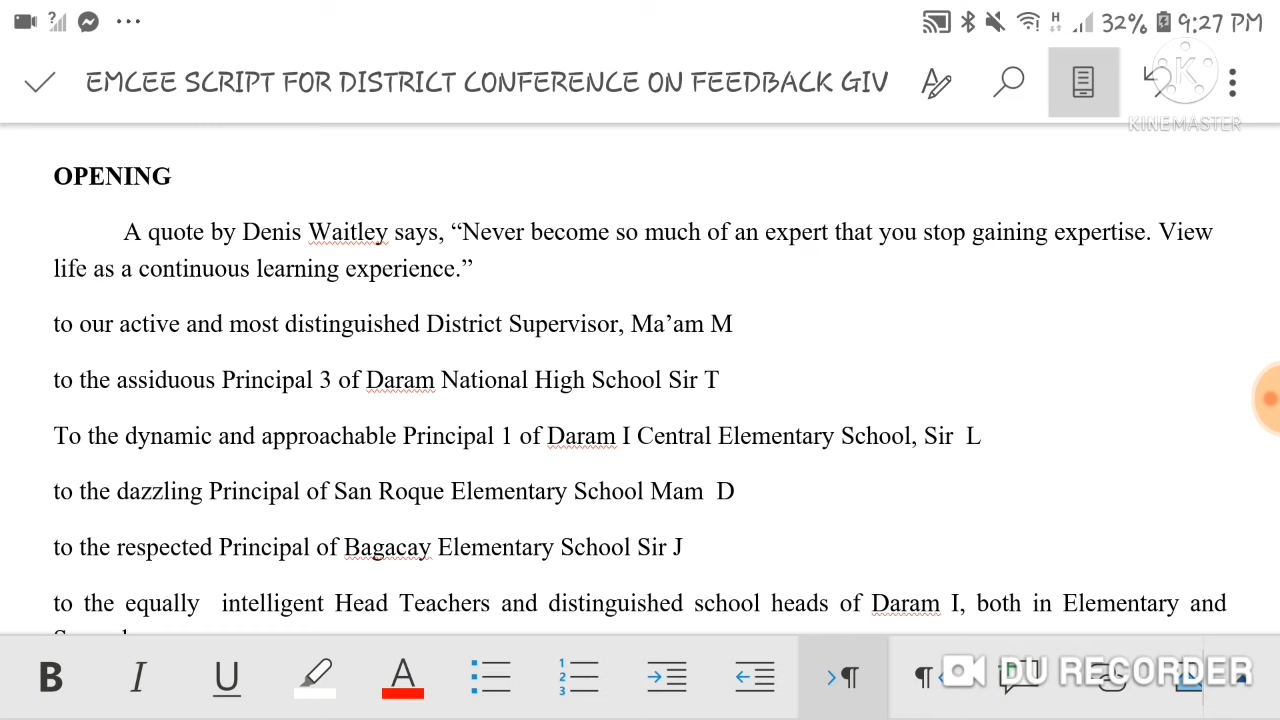 ? ... H 32% 9:27 PM
EMCEE SCRIPT FOR DISTRICT CONFERENCE ON FEEDBACK GIV
K
KINEMASTER
OPENING
A quote by Denis Waitley says, “Never become so much of an expert that you stop gaining expertise. View
life as a continuous learning experience.”
to our active and most distinguished District Supervisor, Ma’am M
to the assiduous Principal 3 of Daram National High School Sir T
To the dynamic and approachable Principal 1 of Daram I Central Elementary School, Sir  L
to the dazzling Principal of San Roque Elementary School Mam  D
to the respected Principal of Bagacay Elementary School Sir J
to the equally  intelligent Head Teachers and distinguished school heads of Daram I, both in Elementary and
B I U A 1 2 3 ¶ ¶ DU RECORDER